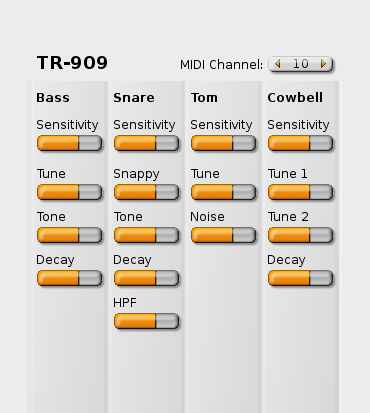 TR-909
MIDI Channel: 10
Bass Snare Tom Cowbell
Sensitivity Sensitivity Sensitivity Sensitivity
Tune Snappy Tune Tune 1
Tone Tone Noise Tune 2
Decay Decay Decay
HPF